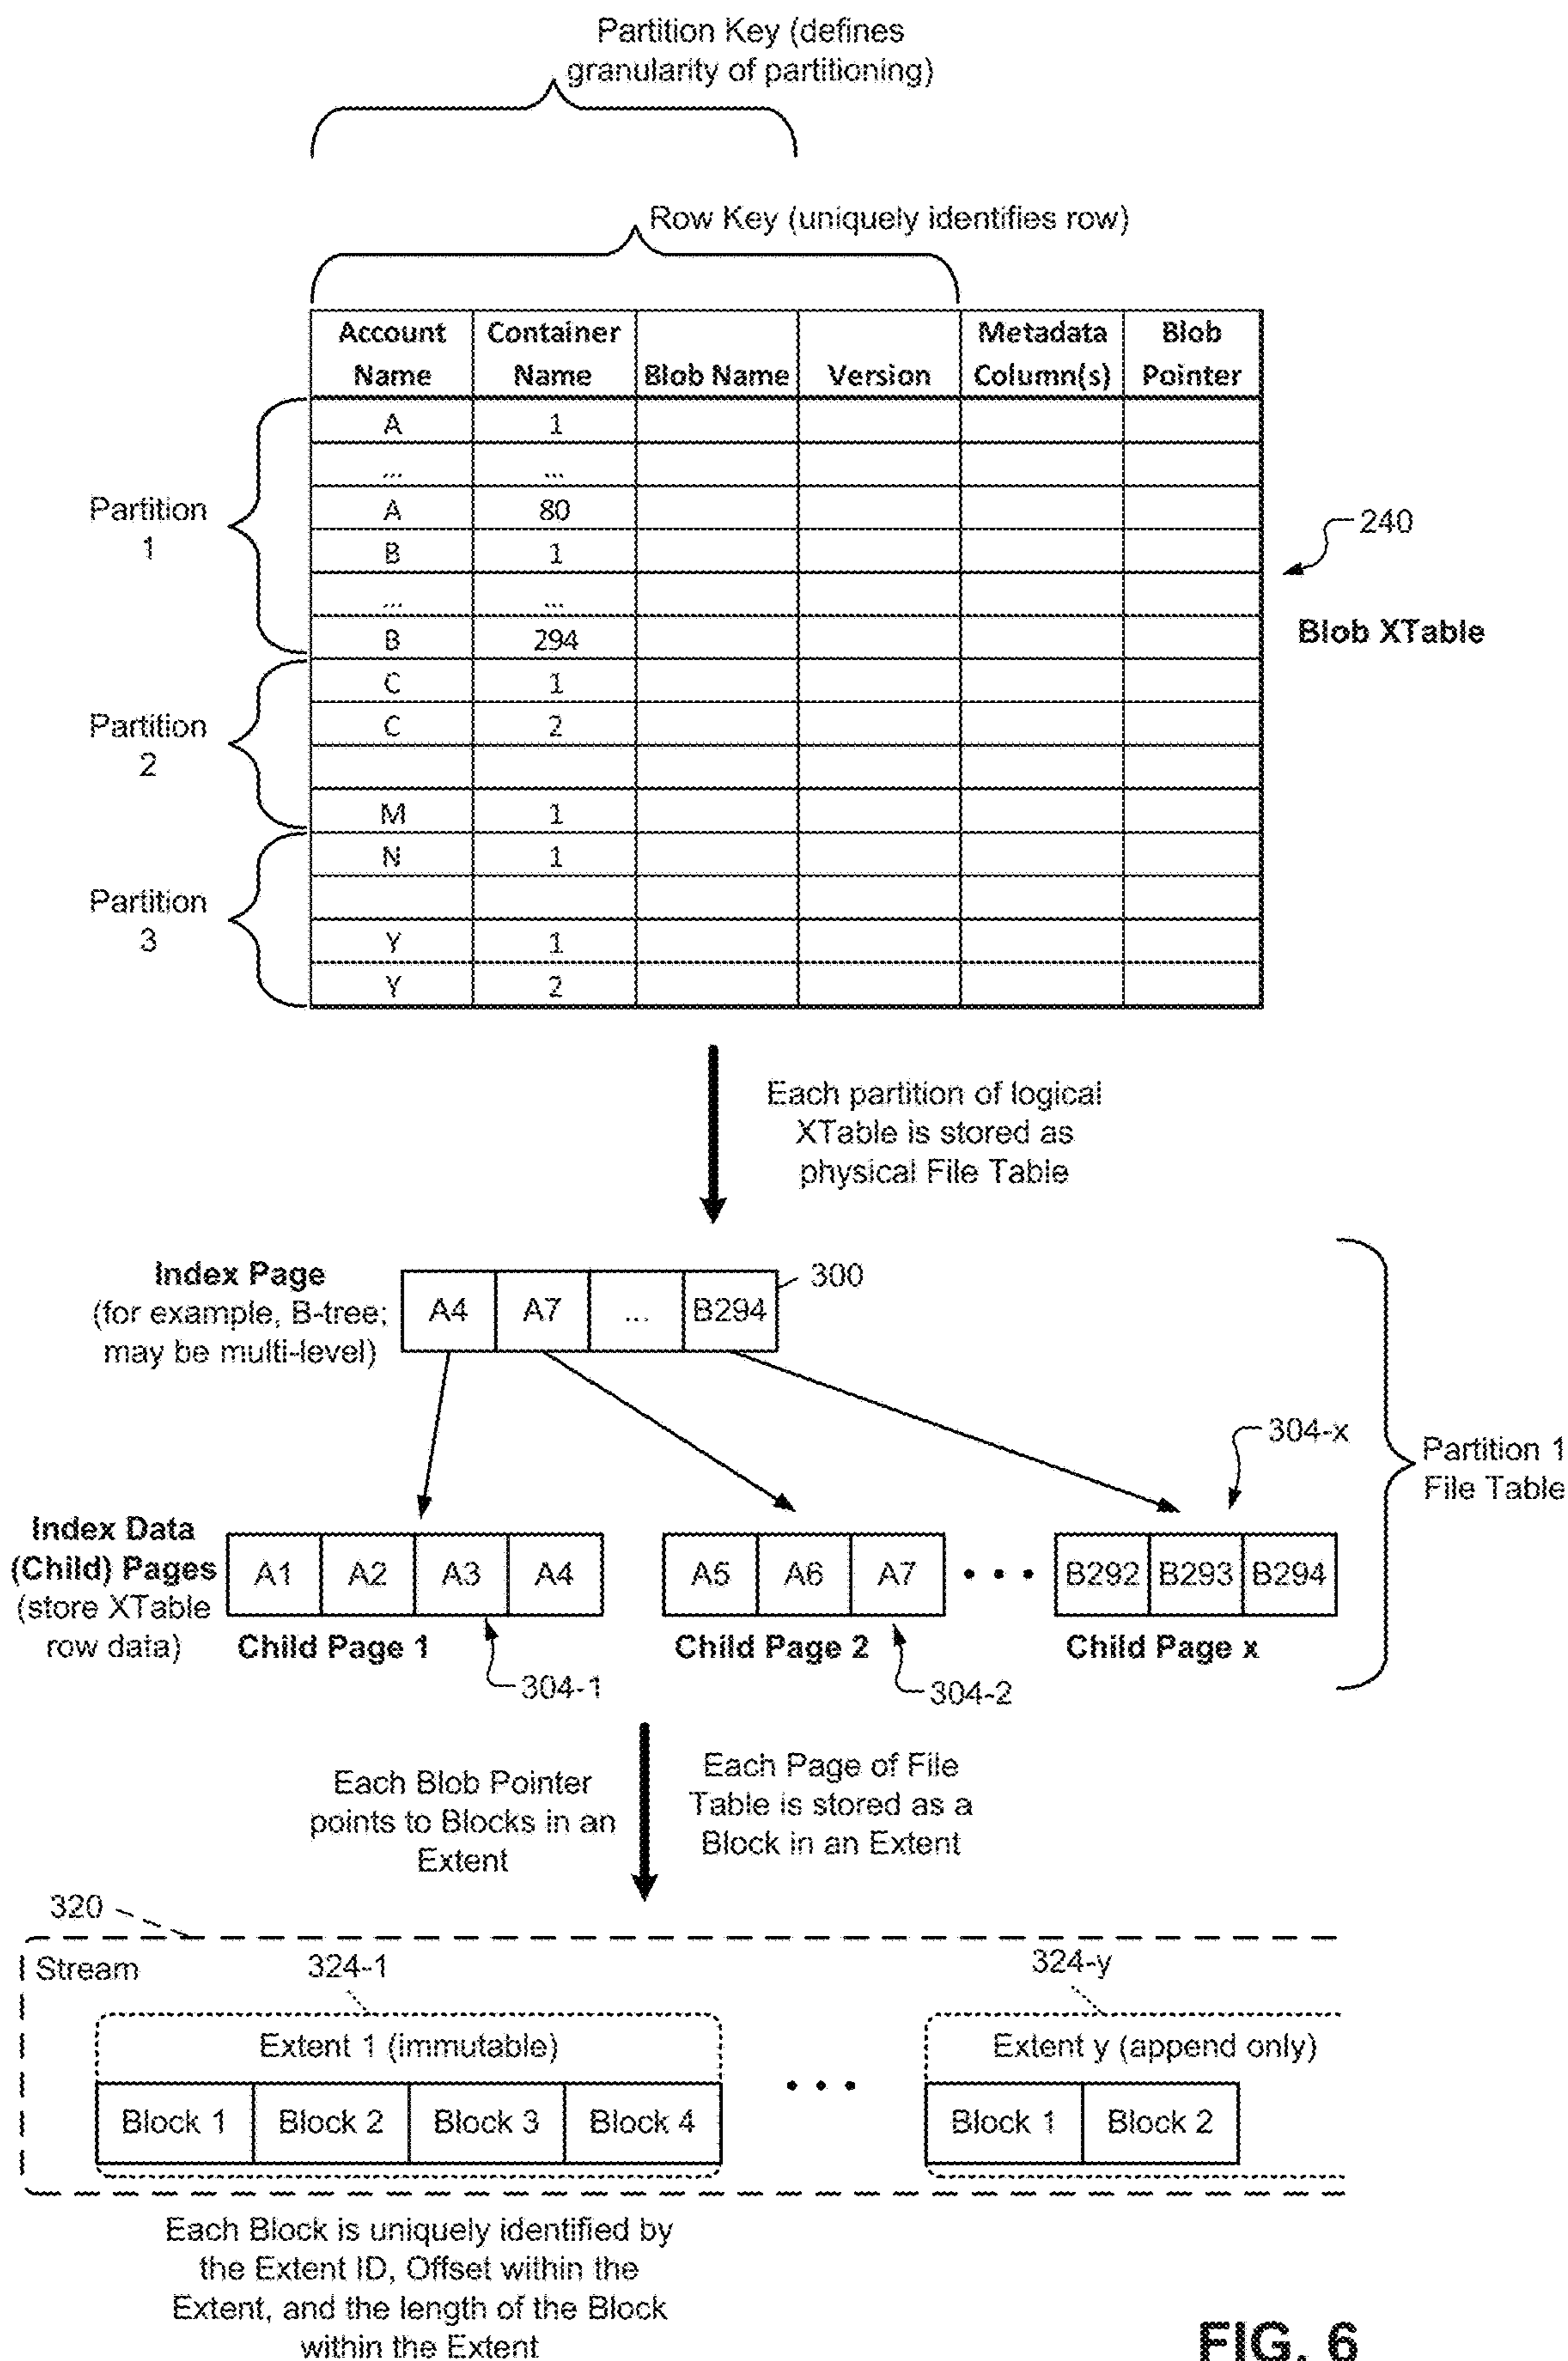 Partition Key (defines
granularity of partitioning)
Row Key (uniquely identifies row)
Account Name Container Name Blob Name Version Metadata Column(s) Blob Pointer
A 1
... ...
A 80
B 1
... ...
B 294
C 1
C 2
M 1
N 1
Y 1
Y 2
Partition
1
Partition
2
Partition
3
240
Blob XTable
Each partition of logical
XTable is stored as
physical File Table
Index Page
(for example, B-tree;
may be multi-level)
A4 A7 ... B294
300
304-x
Partition 1
File Table
Index Data
(Child) Pages
(store XTable
row data)
A1 A2 A3 A4
A5 A6 A7
• • •
B292 B293 B294
Child Page 1
Child Page 2
Child Page x
304-1
304-2
Each Blob Pointer
points to Blocks in an
Extent
Each Page of File
Table is stored as a
Block in an Extent
320
Stream
324-1
324-y
Extent 1 (immutable)
Extent y (append only)
Block 1 Block 2 Block 3 Block 4
• • •
Block 1 Block 2
Each Block is uniquely identified by
the Extent ID, Offset within the
Extent, and the length of the Block
within the Extent
FIG. 6